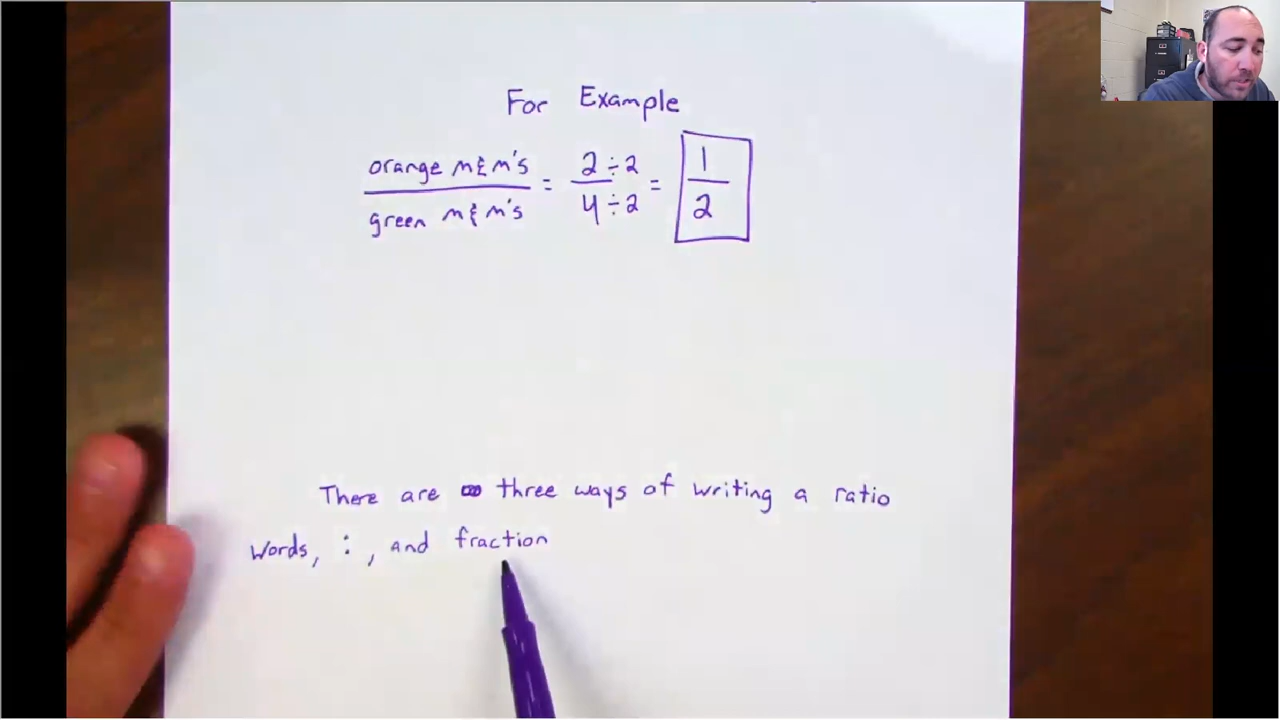 For Example
orange m&m's = 2÷2 = 1
green m&m's 4÷2 2
There are three ways of writing a ratio
words, :, and fraction